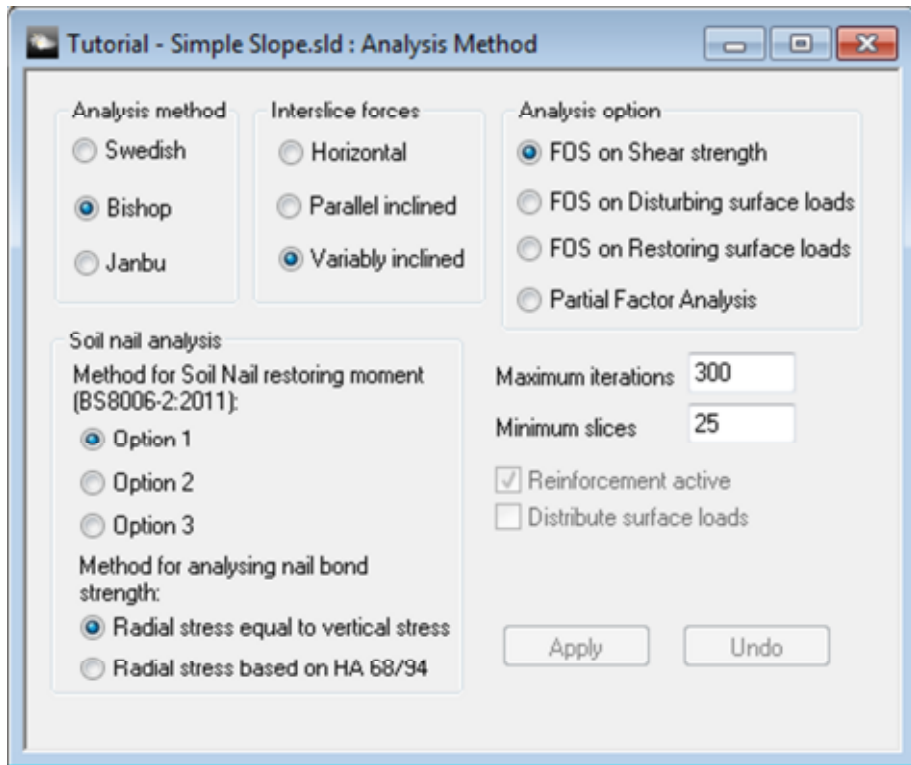 Tutorial - Simple Slope.sld : Analysis Method
Analysis method
Swedish
Bishop
Janbu
Interslice forces
Horizontal
Parallel inclined
Variably inclined
Analysis option
FOS on Shear strength
FOS on Disturbing surface loads
FOS on Restoring surface loads
Partial Factor Analysis
Soil nail analysis
Method for Soil Nail restoring moment
(BS8006-2:2011):
Option 1
Option 2
Option 3
Method for analysing nail bond
strength:
Radial stress equal to vertical stress
Radial stress based on HA 68/94
Maximum iterations 300
Minimum slices 25
Reinforcement active
Distribute surface loads
Apply Undo